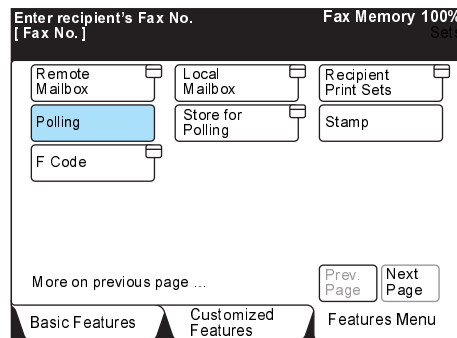 Enter recipient's Fax No.
Fax Memory 100%
[ Fax No. ]
Sets
Remote
Mailbox
Local
Mailbox
Recipient
Print Sets
Polling
Store for
Polling
Stamp
F Code
More on previous page ...
Prev.
Page
Next
Page
Basic Features
Customized
Features
Features Menu